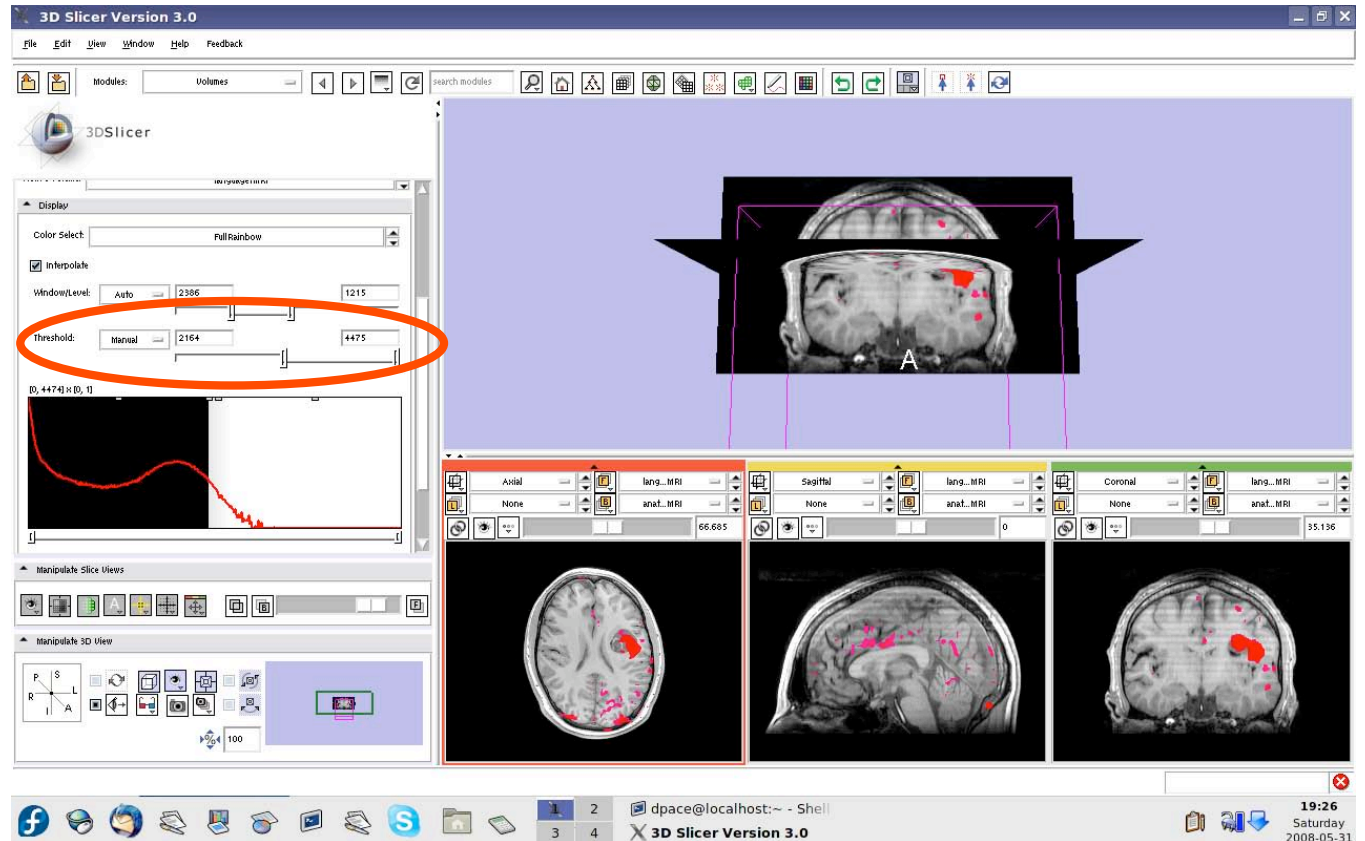 3D Slicer Version 3.0
File Edit View Window Help Feedback
Modules: Volumes search modules
3DSlicer
languagefMRI
Display
Color Select: FullRainbow
Interpolate
Window/Level: Auto 2386 1215
Threshold: Manual 2164 4475
[0, 4474] x [0, 1]
Manipulate Slice Views
Manipulate 3D View
P S
R L
I A
% 100
A
Axial F lang...MRI
L None B anat...MRI
66.685
Sagittal F lang...MRI
L None B anat...MRI
0
Coronal F lang...MRI
L None B anat...MRI
35.136
1 2
3 4
dpace@localhost:~ - Shell
3D Slicer Version 3.0
19:26
Saturday
2008-05-31